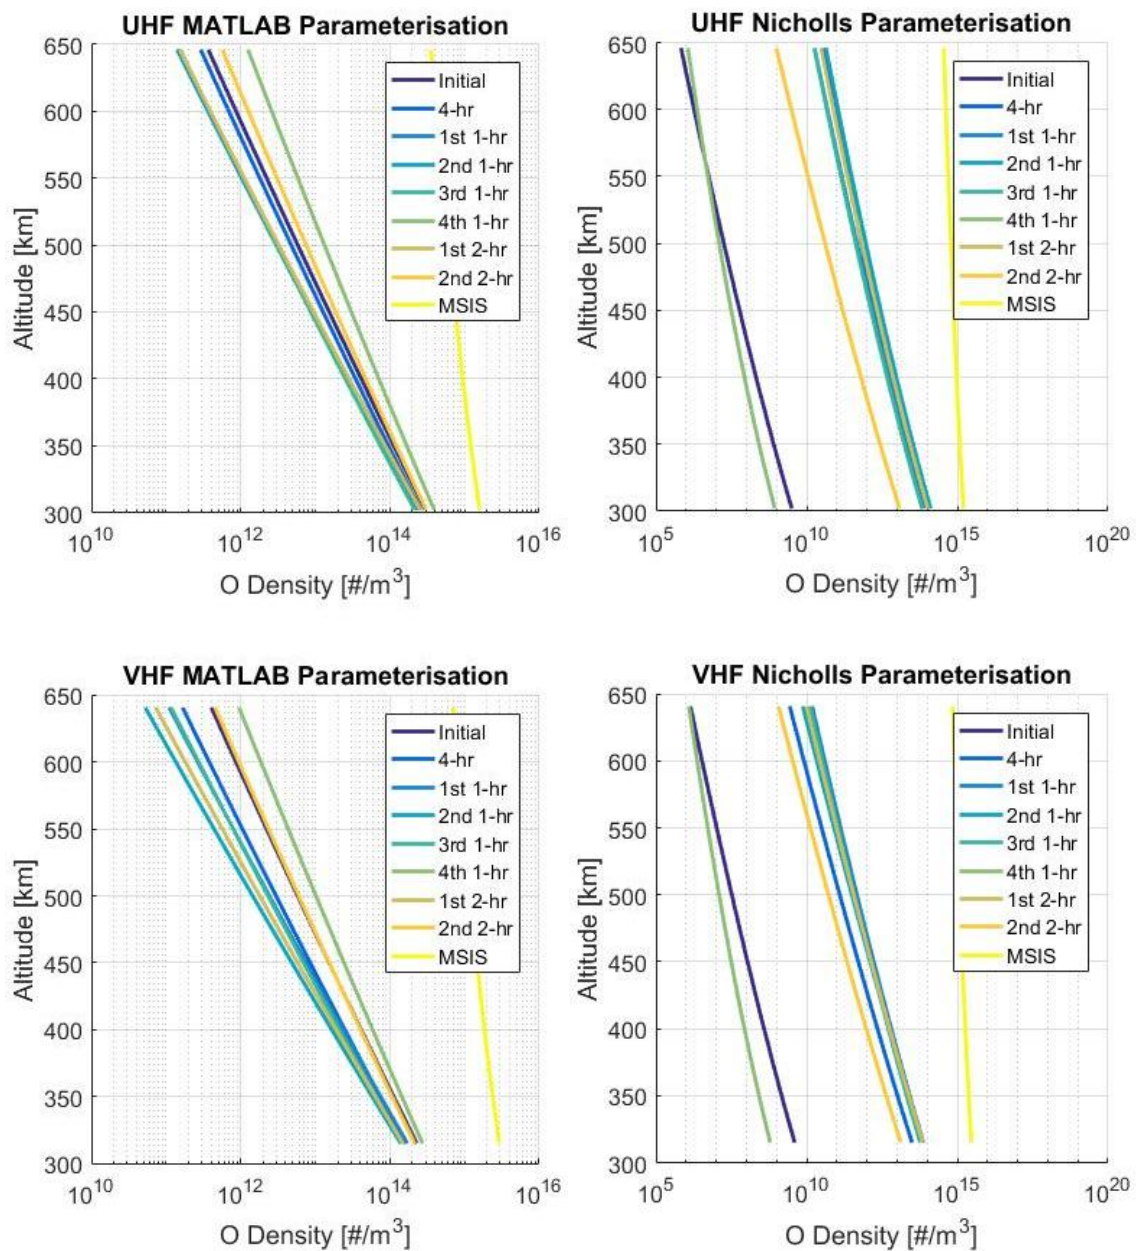 UHF MATLAB Parameterisation
650
600
550
500
450
400
350
300
Altitude [km]
Initial
4-hr
1st 1-hr
2nd 1-hr
3rd 1-hr
4th 1-hr
1st 2-hr
2nd 2-hr
MSIS
10^10 10^12 10^14 10^16
O Density [#/m^3]
UHF Nicholls Parameterisation
650
600
550
500
450
400
350
300
Altitude [km]
Initial
4-hr
1st 1-hr
2nd 1-hr
3rd 1-hr
4th 1-hr
1st 2-hr
2nd 2-hr
MSIS
10^5 10^10 10^15 10^20
O Density [#/m^3]
VHF MATLAB Parameterisation
650
600
550
500
450
400
350
300
Altitude [km]
Initial
4-hr
1st 1-hr
2nd 1-hr
3rd 1-hr
4th 1-hr
1st 2-hr
2nd 2-hr
MSIS
10^10 10^12 10^14 10^16
O Density [#/m^3]
VHF Nicholls Parameterisation
650
600
550
500
450
400
350
300
Altitude [km]
Initial
4-hr
1st 1-hr
2nd 1-hr
3rd 1-hr
4th 1-hr
1st 2-hr
2nd 2-hr
MSIS
10^5 10^10 10^15 10^20
O Density [#/m^3]